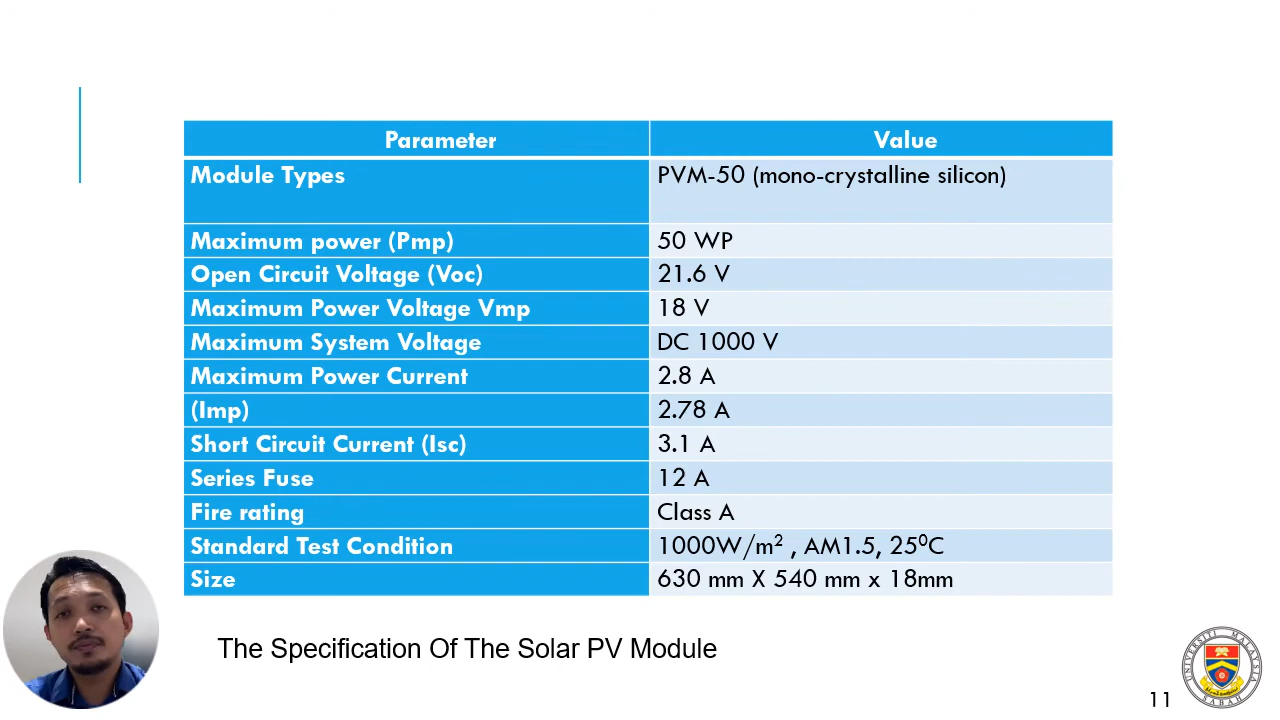 Parameter Value
Module Types PVM-50 (mono-crystalline silicon)
Maximum power (Pmp) 50 WP
Open Circuit Voltage (Voc) 21.6 V
Maximum Power Voltage Vmp 18 V
Maximum System Voltage DC 1000 V
Maximum Power Current 2.8 A
(Imp) 2.78 A
Short Circuit Current (Isc) 3.1 A
Series Fuse 12 A
Fire rating Class A
Standard Test Condition 1000W/m² , AM1.5, 25⁰C
Size 630 mm X 540 mm x 18mm
The Specification Of The Solar PV Module
UNIVERSITI MALAYSIA
SABAH
11